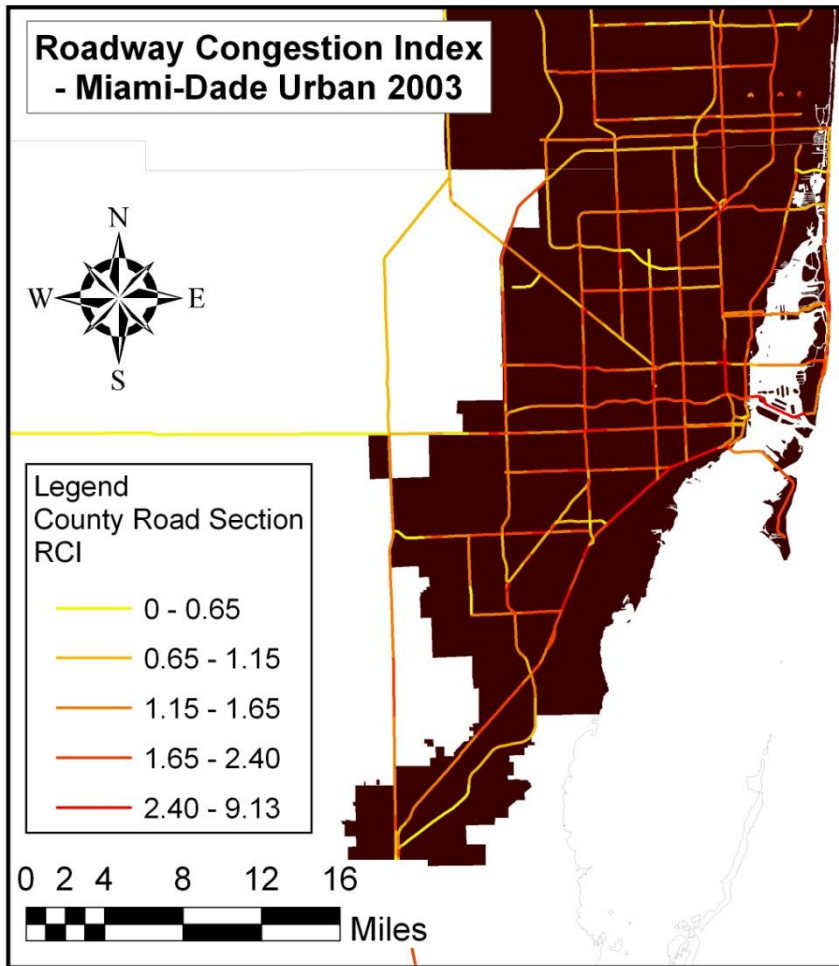 Roadway Congestion Index
- Miami-Dade Urban 2003
N
W E
S
Legend
County Road Section
RCI
0 - 0.65
0.65 - 1.15
1.15 - 1.65
1.65 - 2.40
2.40 - 9.13
0 2 4 8 12 16
Miles